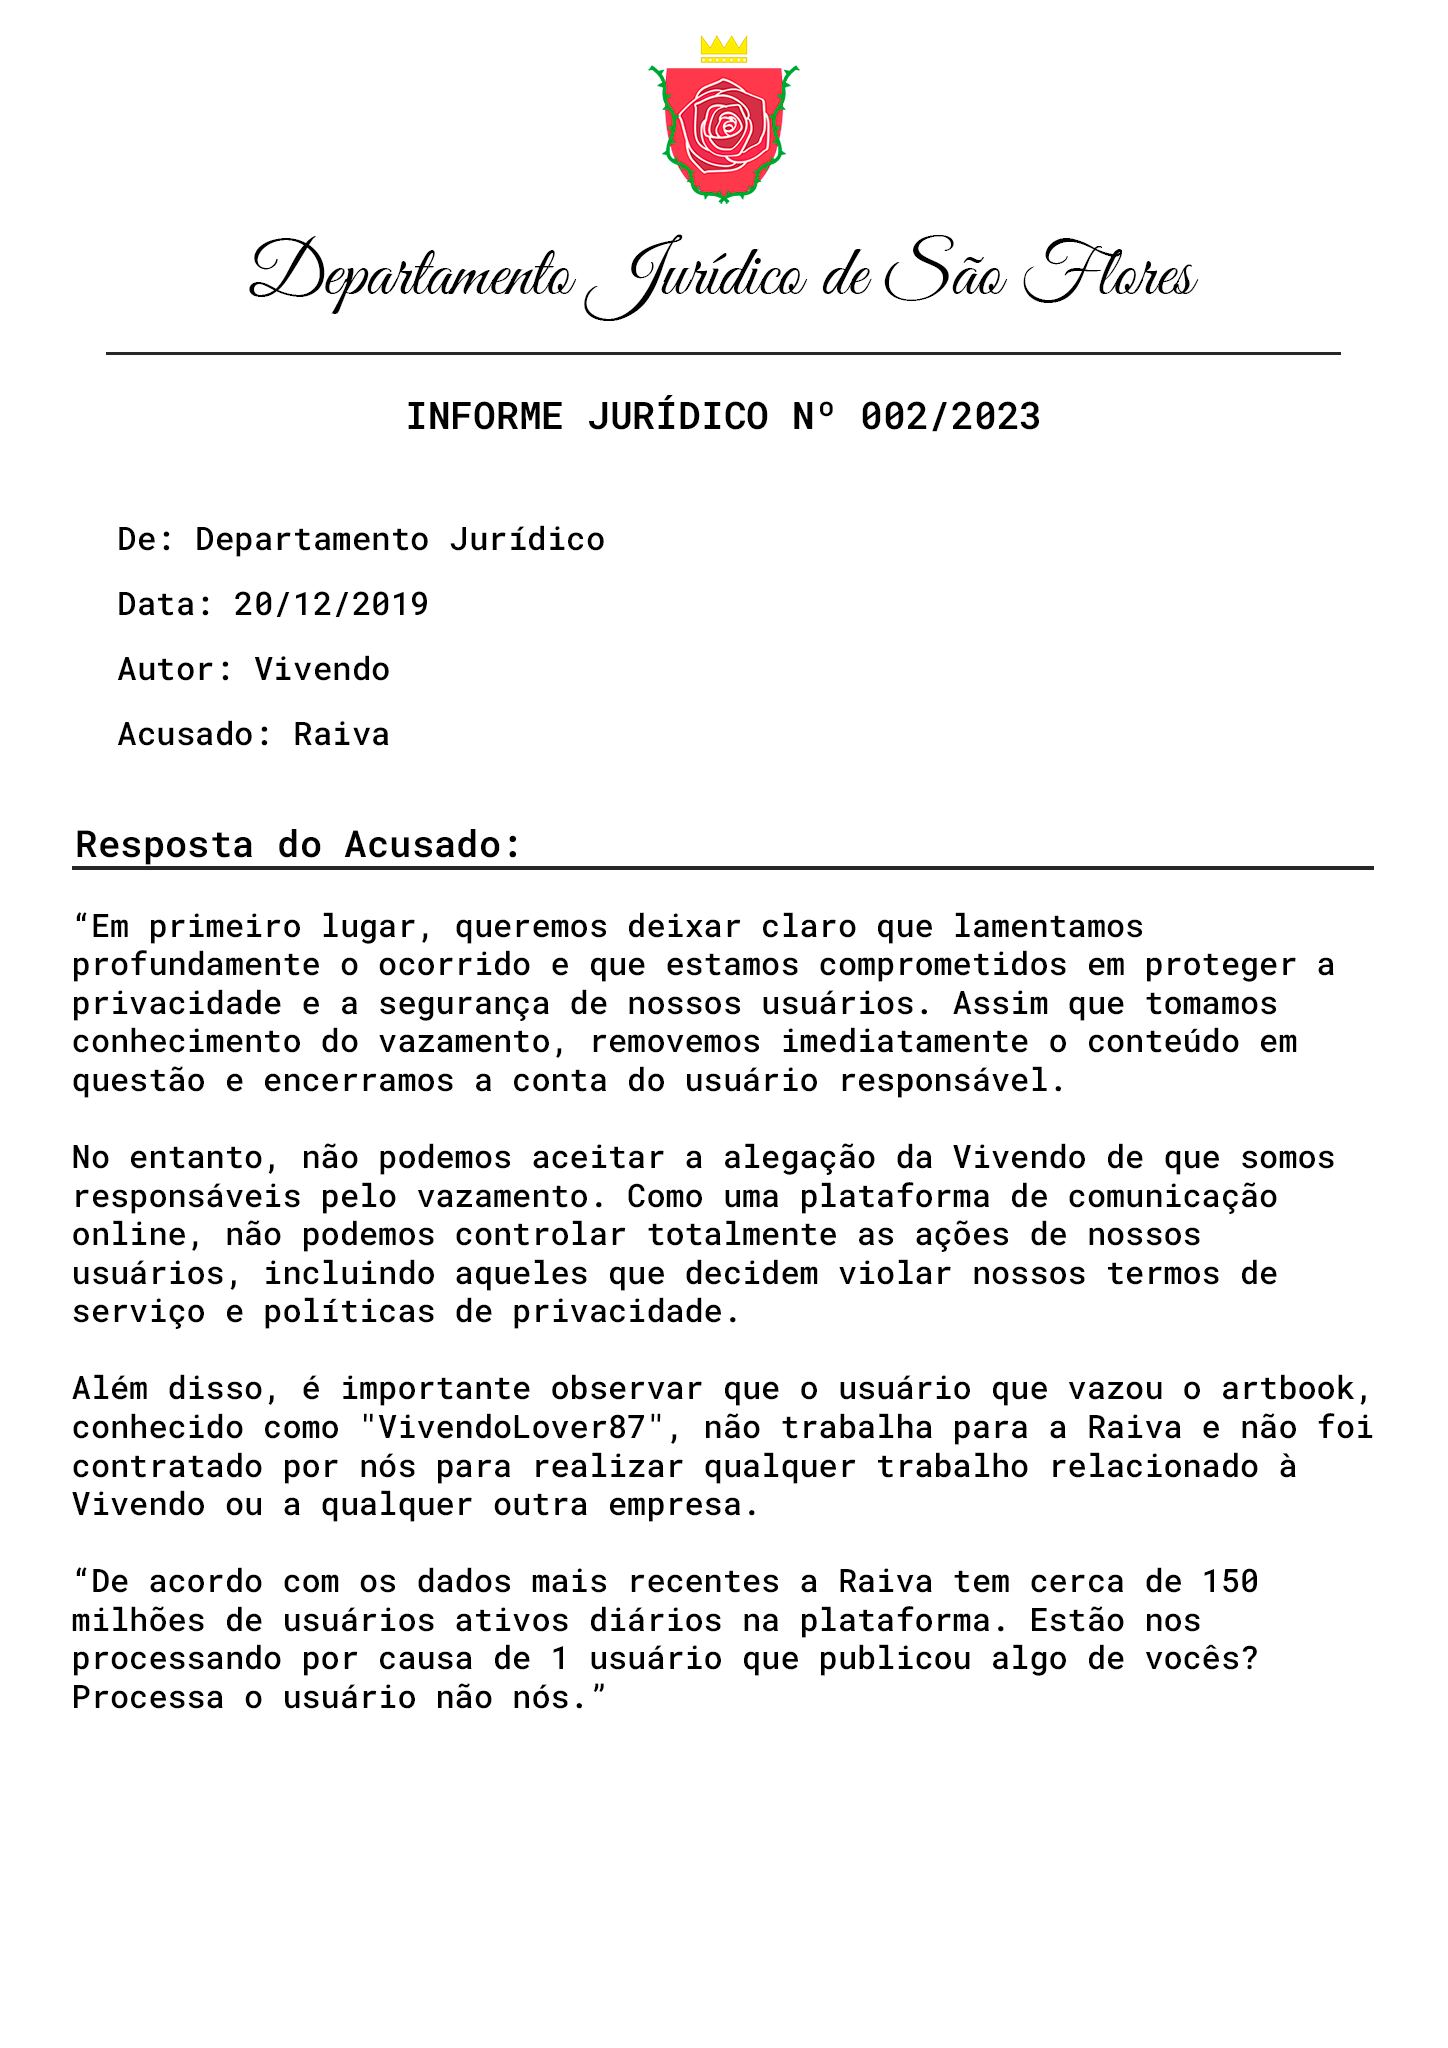 Departamento Jurídico de São Flores
INFORME JURÍDICO Nº 002/2023
De: Departamento Jurídico
Data: 20/12/2019
Autor: Vivendo
Acusado: Raiva
Resposta do Acusado:
“Em primeiro lugar, queremos deixar claro que lamentamos
profundamente o ocorrido e que estamos comprometidos em proteger a
privacidade e a segurança de nossos usuários. Assim que tomamos
conhecimento do vazamento, removemos imediatamente o conteúdo em
questão e encerramos a conta do usuário responsável.
No entanto, não podemos aceitar a alegação da Vivendo de que somos
responsáveis pelo vazamento. Como uma plataforma de comunicação
online, não podemos controlar totalmente as ações de nossos
usuários, incluindo aqueles que decidem violar nossos termos de
serviço e políticas de privacidade.
Além disso, é importante observar que o usuário que vazou o artbook,
conhecido como "VivendoLover87", não trabalha para a Raiva e não foi
contratado por nós para realizar qualquer trabalho relacionado à
Vivendo ou a qualquer outra empresa.
“De acordo com os dados mais recentes a Raiva tem cerca de 150
milhões de usuários ativos diários na plataforma. Estão nos
processando por causa de 1 usuário que publicou algo de vocês?
Processa o usuário não nós.”